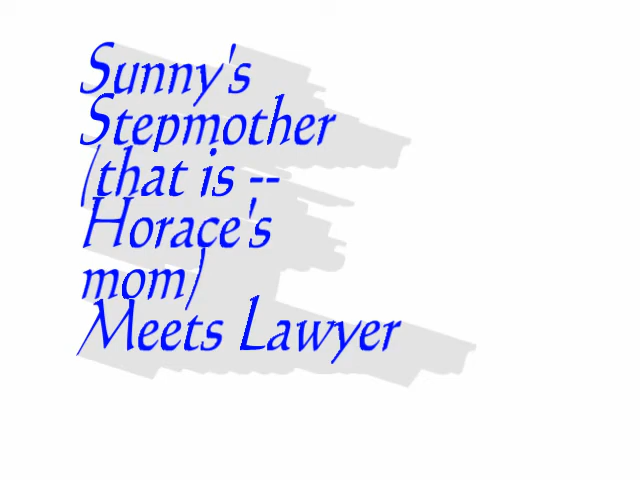 Sunny's
Stepmother
(that is --
Horace's
mom)
Meets Lawyer